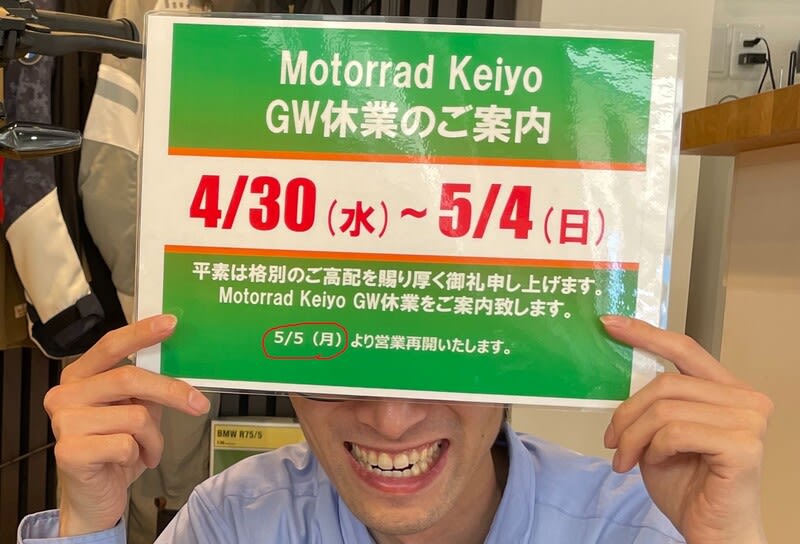 Motorrad Keiyo
GW休業のご案内
4/30(水)~5/4(日)
平素は格別のご高配を賜り厚く御礼申し上げます。
Motorrad Keiyo GW休業をご案内致します。
5/5(月)より営業再開いたします。
BMW R75/5